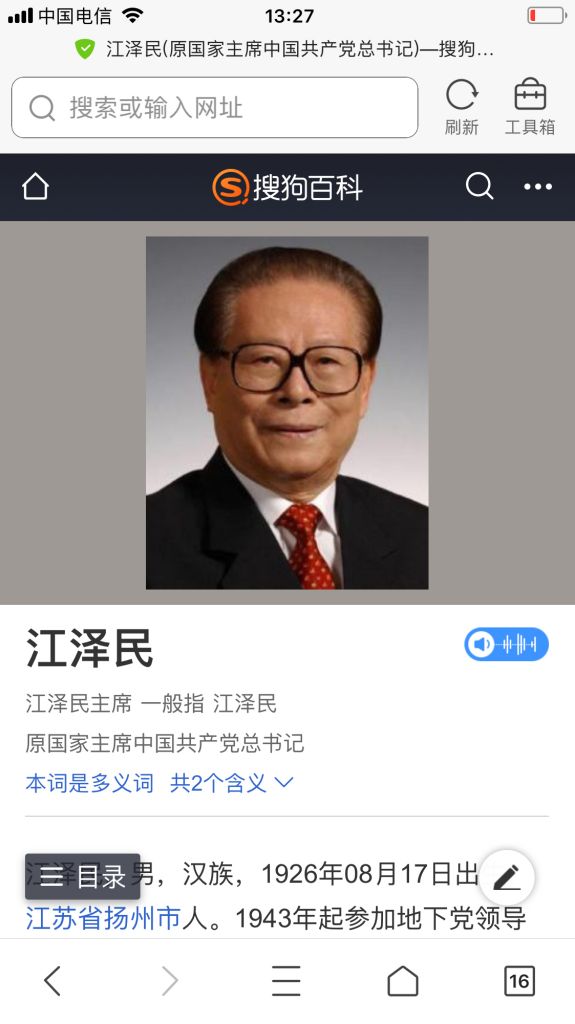 中国电信
13:27
江泽民(原国家主席中国共产党总书记)—搜狗...
搜索或输入网址
刷新
工具箱
搜狗百科
江泽民
江泽民主席 一般指 江泽民
原国家主席中国共产党总书记
本词是多义词 共2个含义
江泽民，男，汉族，1926年08月17日出
目录
江苏省扬州市人。1943年起参加地下党领导
16